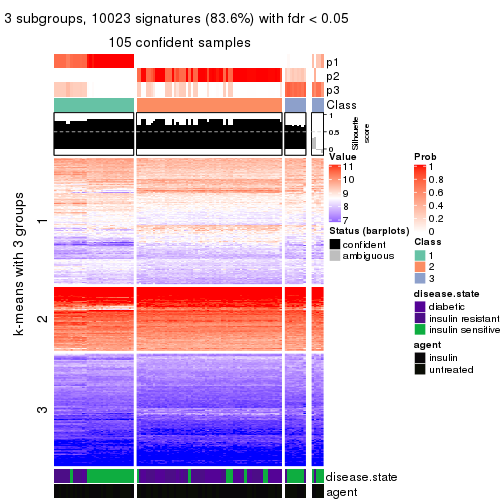 3 subgroups, 10023 signatures (83.6%) with fdr < 0.05
105 confident samples
p1
p2
p3
Class
1
0.5
0
Silhouette
score
k-means with 3 groups
1
2
3
disease.state
agent
Value
11
10
9
8
7
Status (barplots)
confident
ambiguous
Prob
1
0.8
0.6
0.4
0.2
0
Class
1
2
3
disease.state
diabetic
insulin resistant
insulin sensitive
agent
insulin
untreated